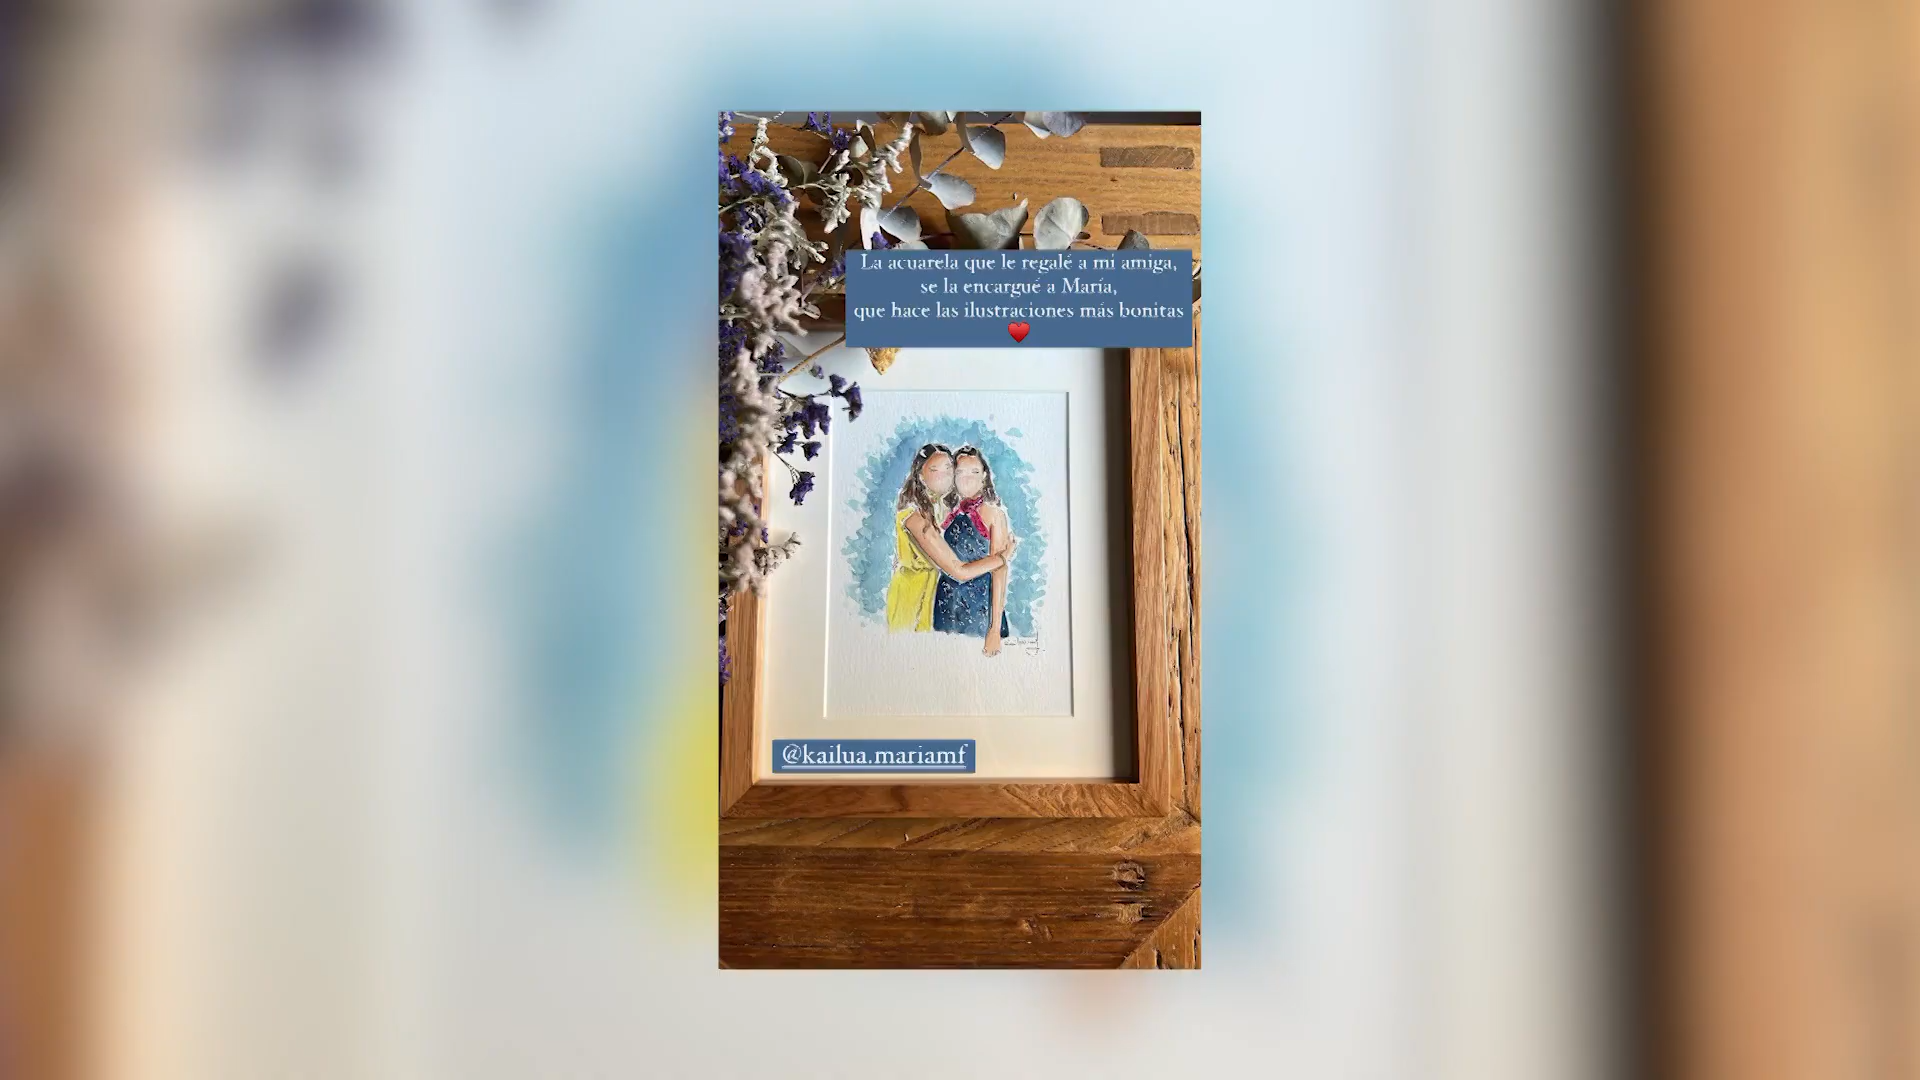 La acuarela que le regalé a mi amiga,
se la encargué a María,
que hace las ilustraciones más bonitas
❤️
@kailua.mariamf